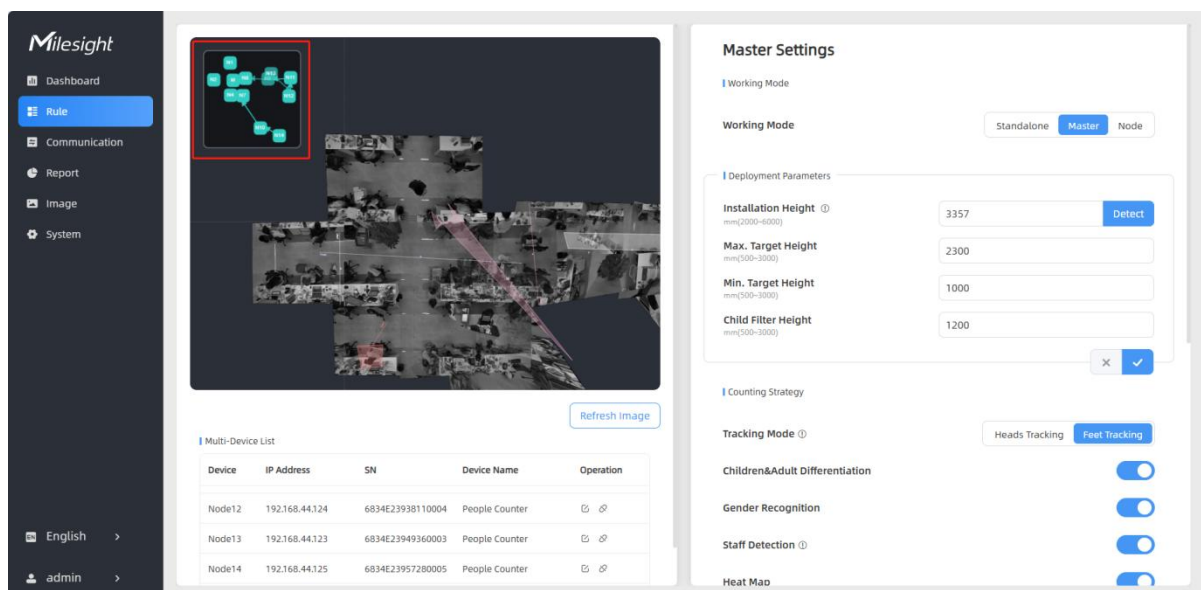 Milesight
Dashboard
Rule
Communication
Report
Image
System
EN English >
admin >
Refresh Image
Multi-Device List
Device IP Address SN Device Name Operation
Node12 192.168.44.124 6834E23938110004 People Counter
Node13 192.168.44.123 6834E23949360003 People Counter
Node14 192.168.44.125 6834E23957280005 People Counter
Master Settings
Working Mode
Working Mode Standalone Master Node
Deployment Parameters
Installation Height 3357 Detect
mm(2000~6000)
Max. Target Height 2300
mm(500~3000)
Min. Target Height 1000
mm(500~3000)
Child Filter Height 1200
mm(500~3000)
Counting Strategy
Tracking Mode Heads Tracking Feet Tracking
Children&Adult Differentiation
Gender Recognition
Staff Detection
Heat Map